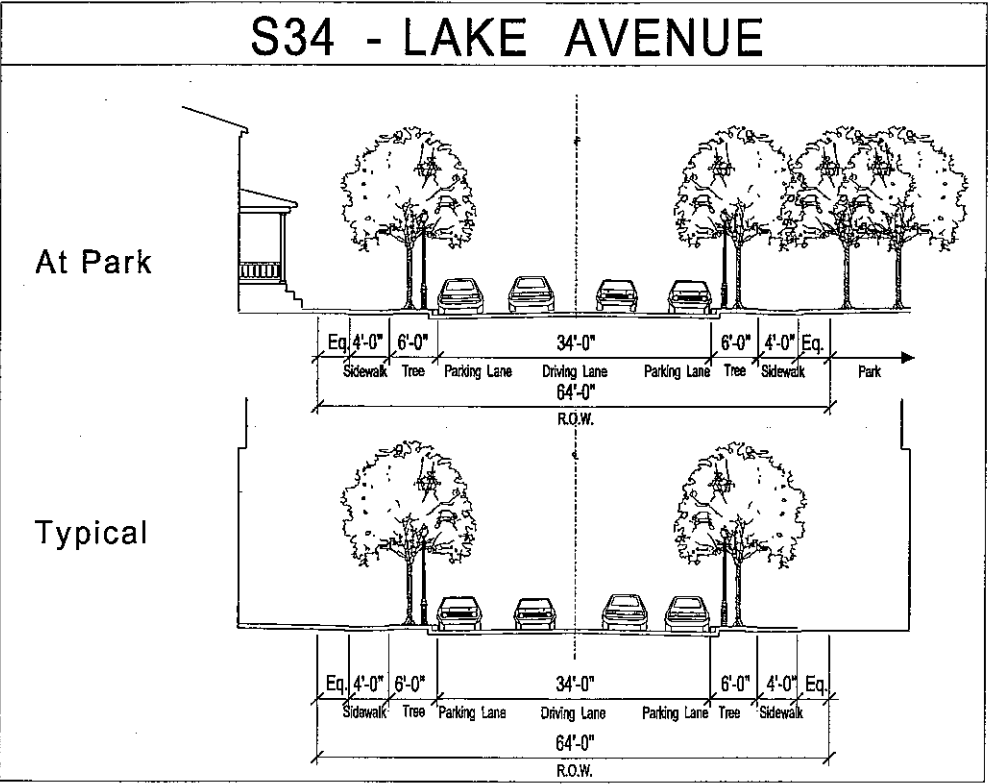 S34 - LAKE AVENUE
At Park
Eq. 4'-0" 6'-0" 34'-0" 6'-0" 4'-0" Eq.
Sidewalk Tree Parking Lane Driving Lane Parking Lane Tree Sidewalk Park
64'-0"
R.O.W.
Typical
Eq. 4'-0" 6'-0" 34'-0" 6'-0" 4'-0" Eq.
Sidewalk Tree Parking Lane Driving Lane Parking Lane Tree Sidewalk
64'-0"
R.O.W.